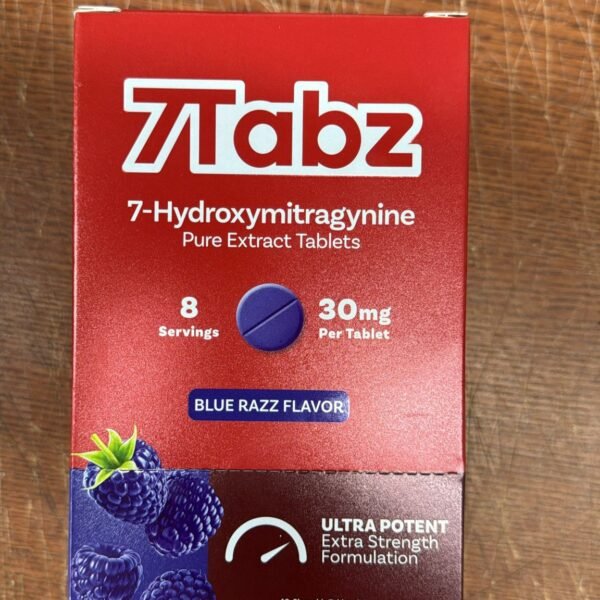 7Tabz
7-Hydroxymitragynine
Pure Extract Tablets
8
Servings
30mg
Per Tablet
BLUE RAZZ FLAVOR
ULTRA POTENT
Extra Strength
Formulation